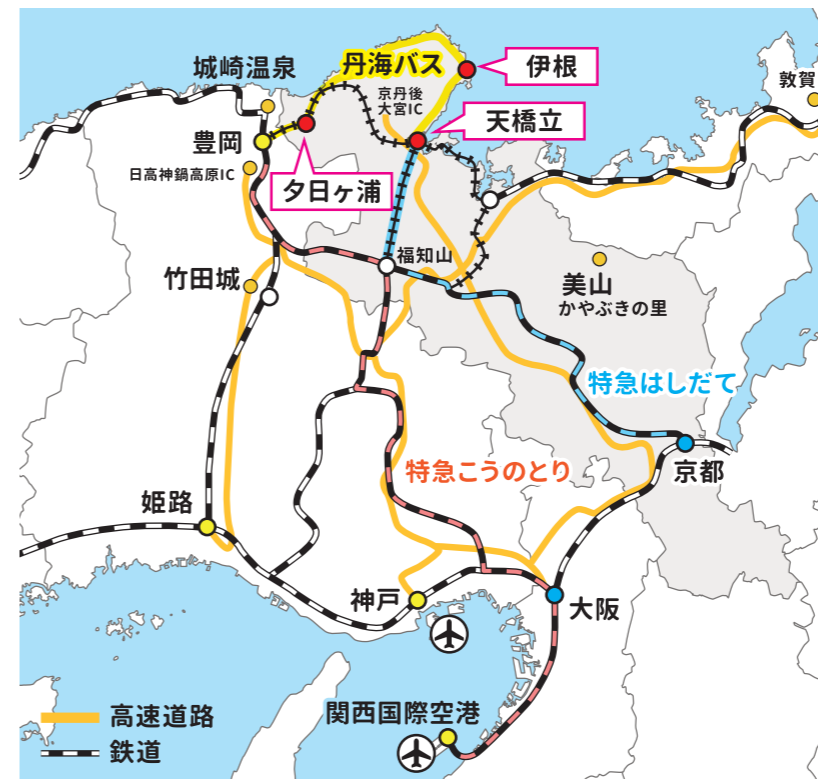 城崎温泉
丹海バス
伊根
京丹後
大宮IC
敦賀
豊岡
天橋立
日高神鍋高原IC
夕日ヶ浦
福知山
竹田城
美山
かやぶきの里
特急はしだて
特急こうのとり
京都
姫路
神戸
大阪
関西国際空港
高速道路
鉄道